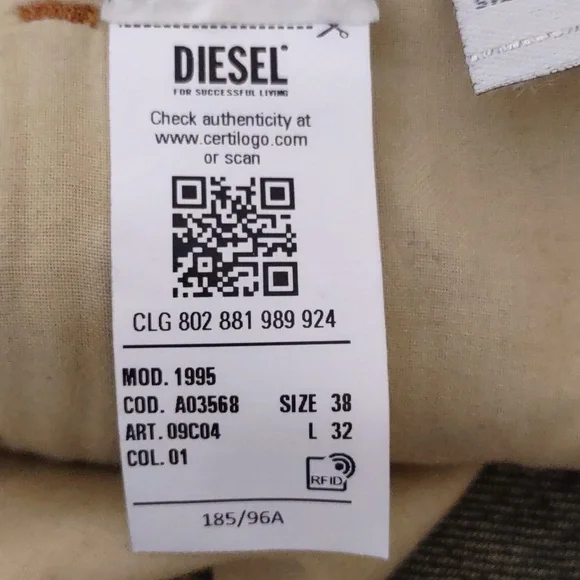 DIESEL
FOR SUCCESSFUL LIVING
Check authenticity at
www.certilogo.com
or scan
CLG 802 881 989 924
MOD. 1995
COD. A03568 SIZE 38
ART. 09C04 L 32
COL. 01
RFID
185/96A